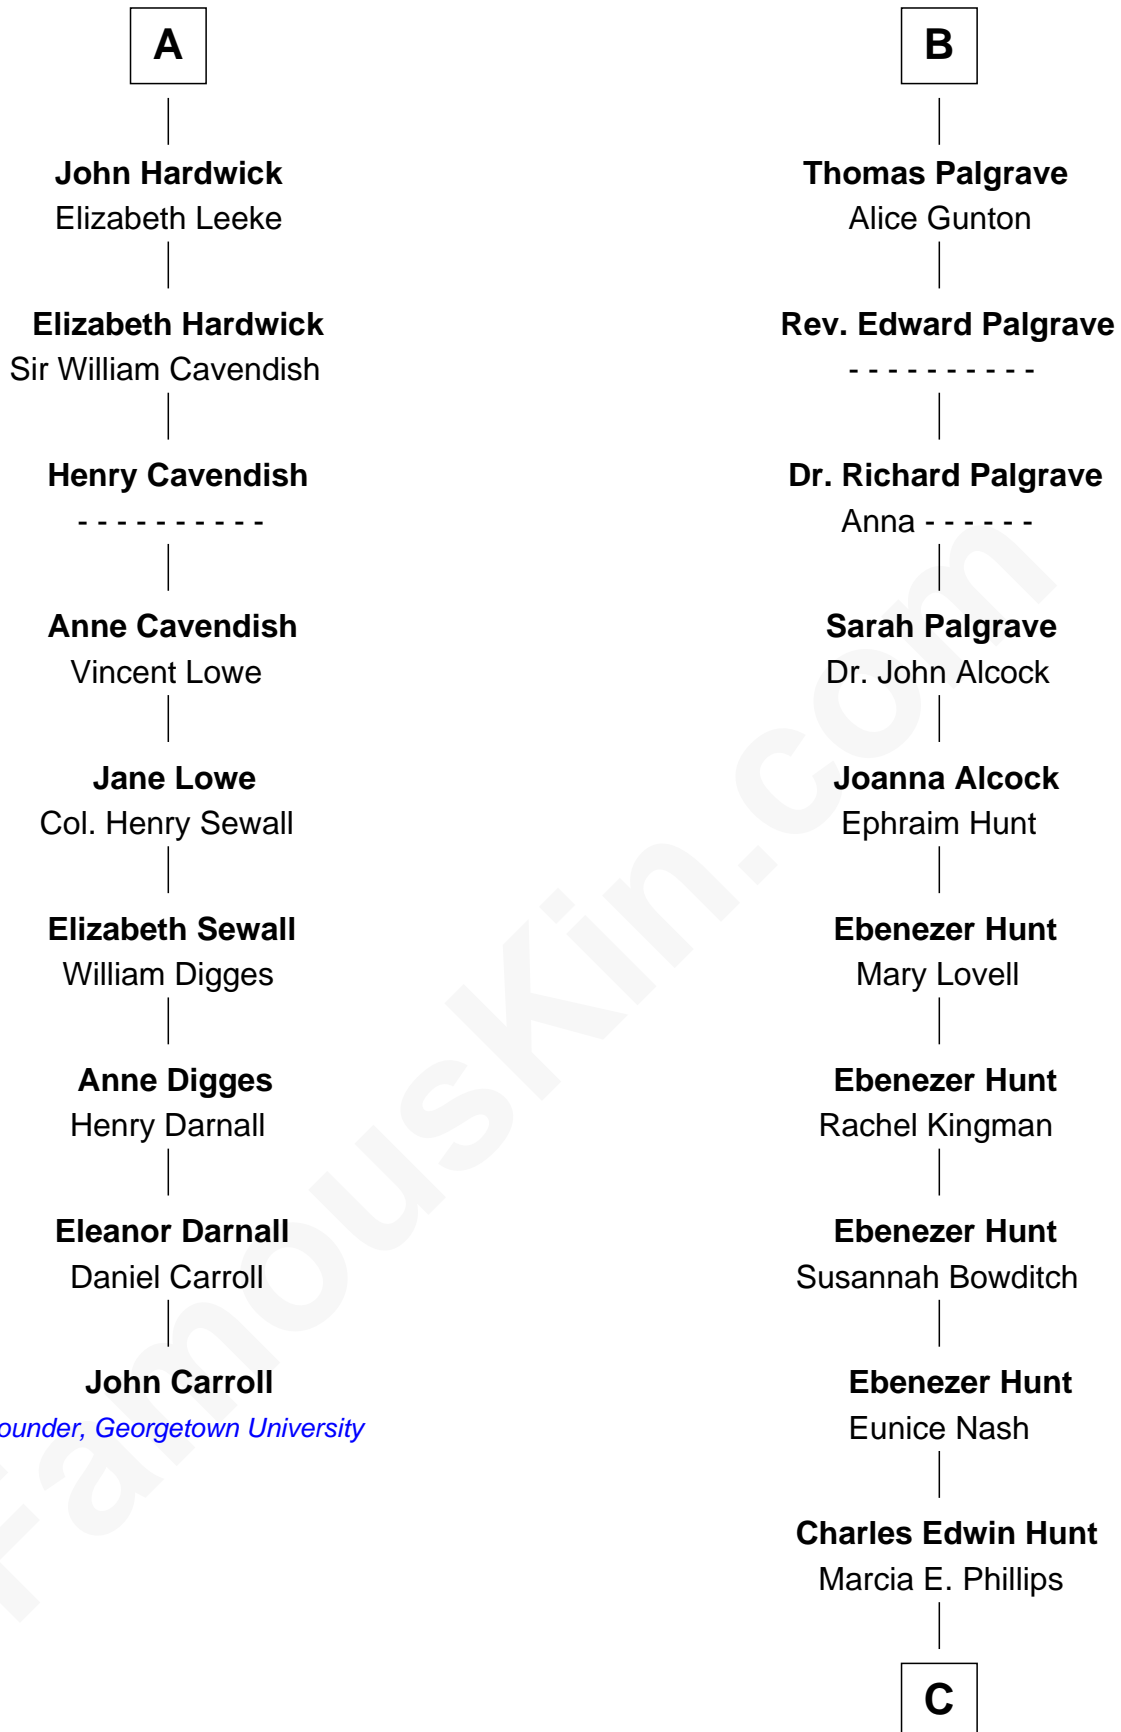 A
John Hardwick
Elizabeth Leeke
Elizabeth Hardwick
Sir William Cavendish
Henry Cavendish
- - - - - - - - - -
Anne Cavendish
Vincent Lowe
Jane Lowe
Col. Henry Sewall
Elizabeth Sewall
William Digges
Anne Digges
Henry Darnall
Eleanor Darnall
Daniel Carroll
John Carroll
ounder, Georgetown University
B
Thomas Palgrave
Alice Gunton
Rev. Edward Palgrave
- - - - - - - - - -
Dr. Richard Palgrave
Anna - - - - - -
Sarah Palgrave
Dr. John Alcock
Joanna Alcock
Ephraim Hunt
Ebenezer Hunt
Mary Lovell
Ebenezer Hunt
Rachel Kingman
Ebenezer Hunt
Susannah Bowditch
Ebenezer Hunt
Eunice Nash
Charles Edwin Hunt
Marcia E. Phillips
C
FamousKin.com